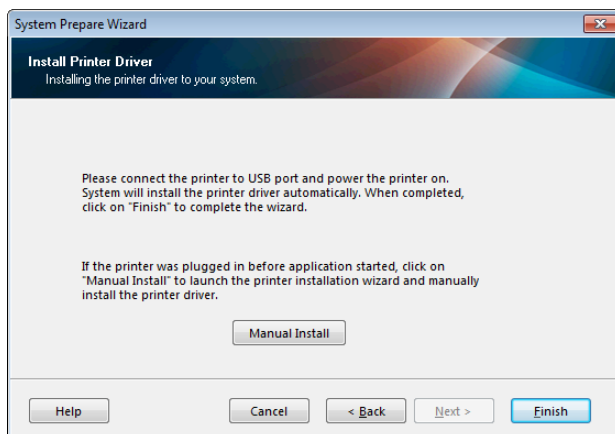 System Prepare Wizard
Install Printer Driver
Installing the printer driver to your system.
Please connect the printer to USB port and power the printer on.
System will install the printer driver automatically. When completed,
click on "Finish" to complete the wizard.
If the printer was plugged in before application started, click on
"Manual Install" to launch the printer installation wizard and manually
install the printer driver.
Manual Install
Help
Cancel
< Back
Next >
Finish